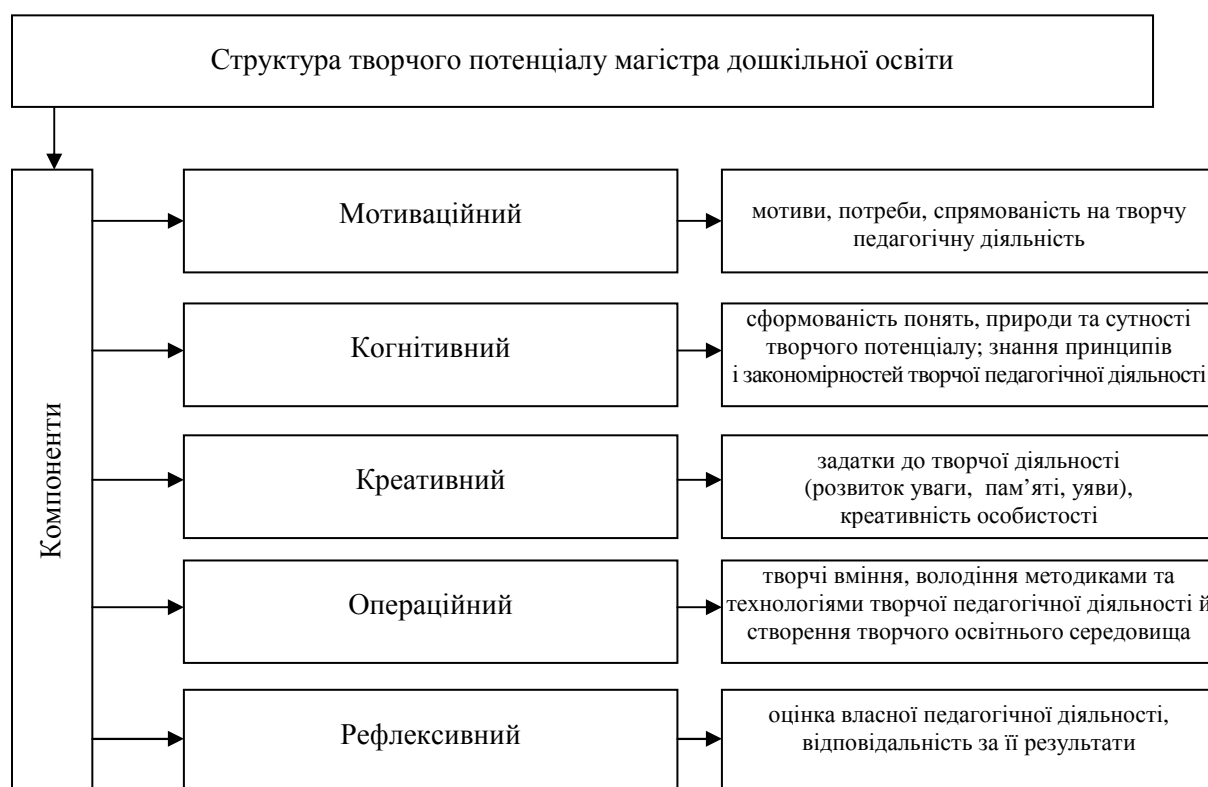 Структура творчого потенціалу магістра дошкільної освіти
Компоненти
Мотиваційний
мотиви, потреби, спрямованість на творчу
педагогічну діяльність
Когнітивний
сформованість понять, природи та сутності
творчого потенціалу; знання принципів
і закономірностей творчої педагогічної діяльності
Креативний
задатки до творчої діяльності
(розвиток уваги, пам’яті, уяви),
креативність особистості
Операційний
творчі вміння, володіння методиками та
технологіями творчої педагогічної діяльності й
створення творчого освітнього середовища
Рефлексивний
оцінка власної педагогічної діяльності,
відповідальність за її результати